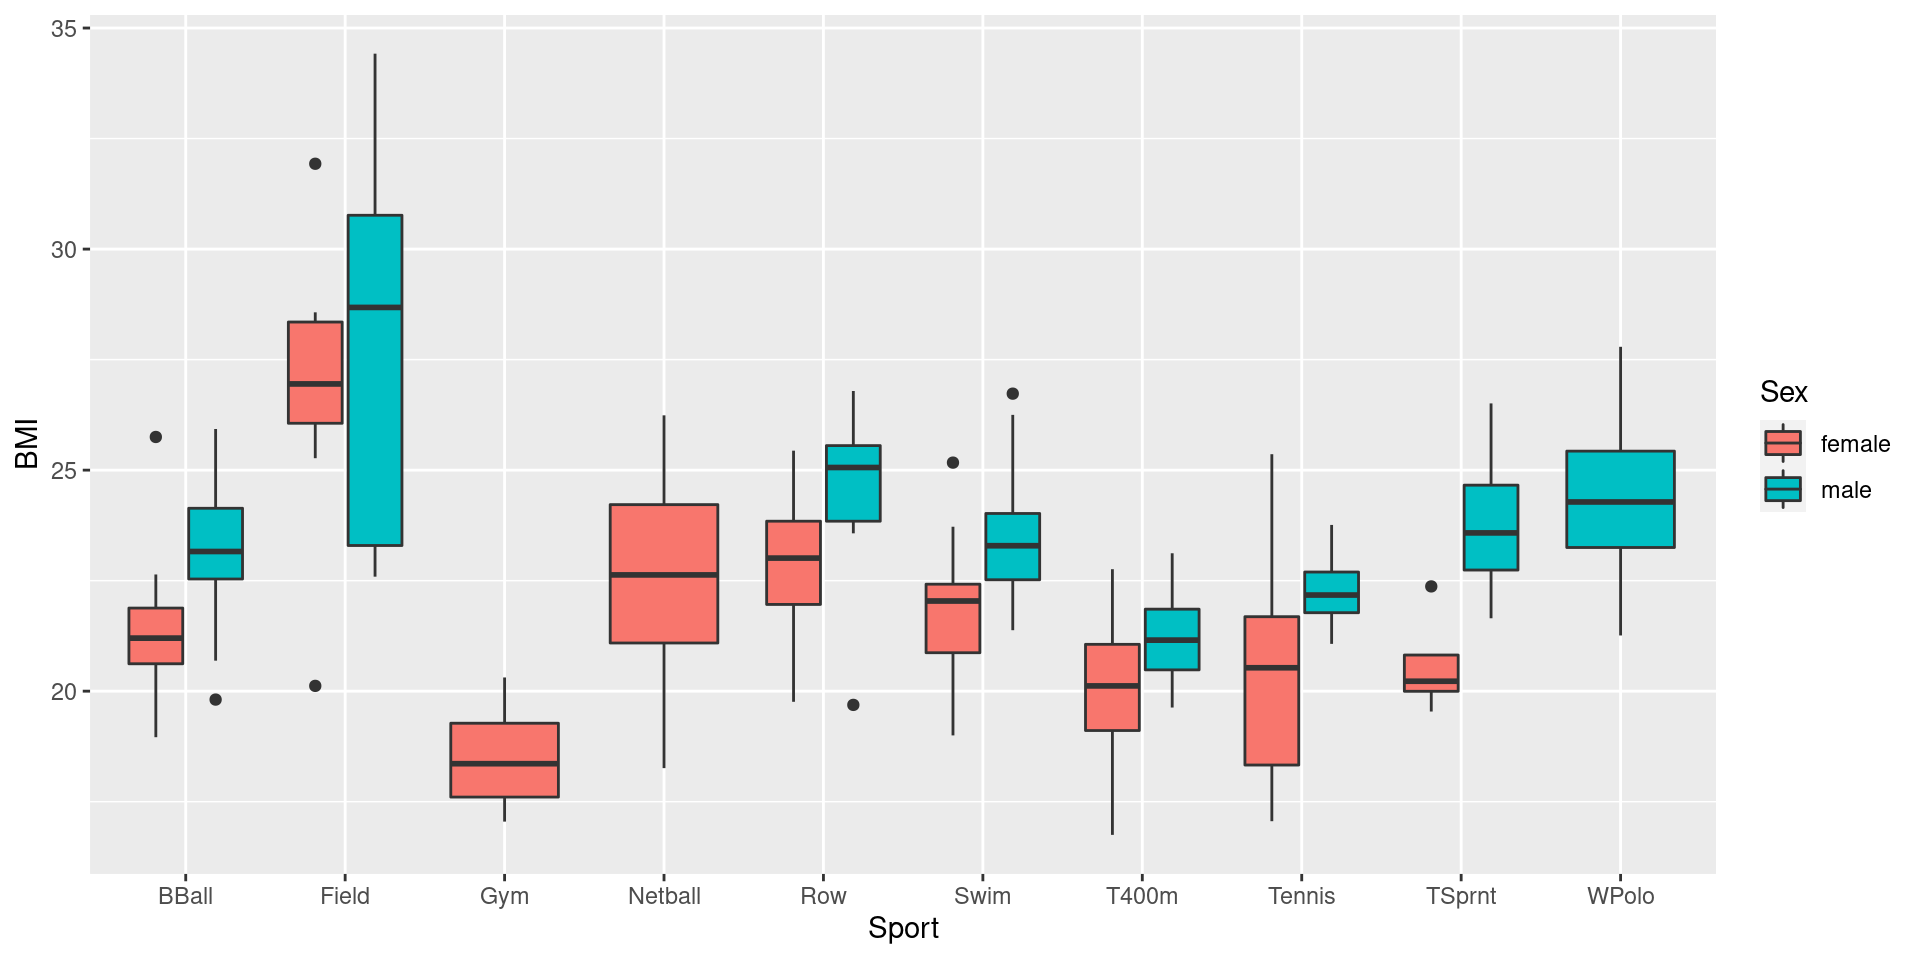 35
30
25
20
BMI
BBall
Field
Gym
Netball
Row
Swim
T400m
Tennis
TSprnt
WPolo
Sport
Sex
female
male